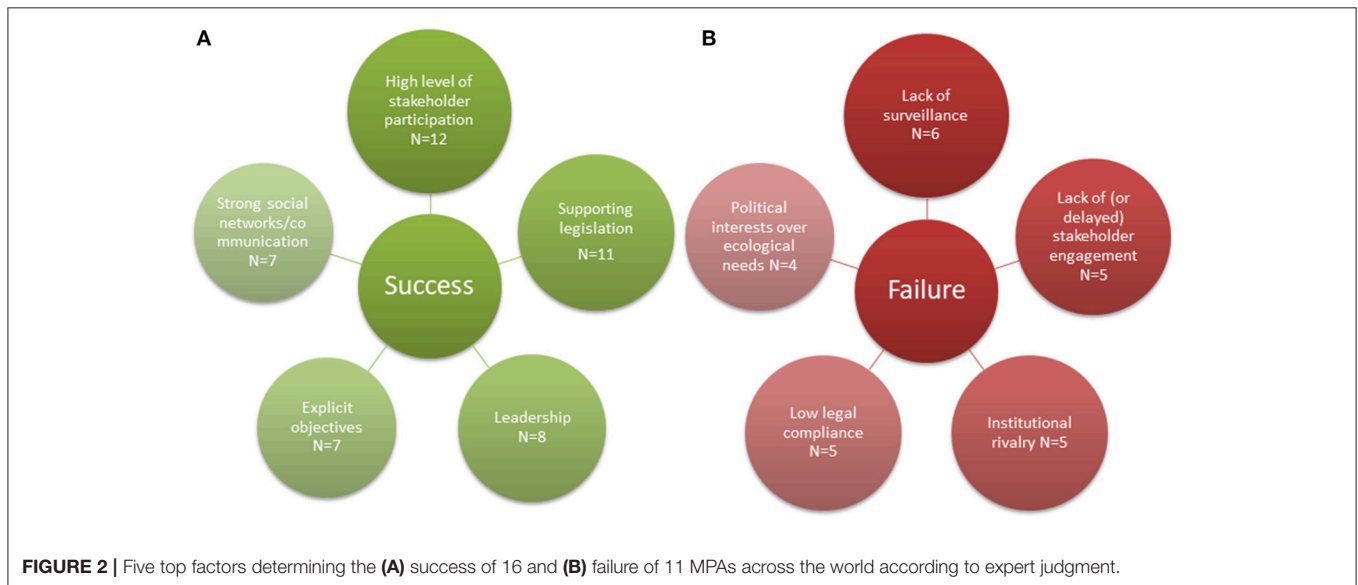 A
High level of
stakeholder
participation
N=12
Supporting
legislation
N=11
Leadership
N=8
Explicit
objectives
N=7
Strong social
networks/co
mmunication
N=7
Success
B
Lack of
surveillance
N=6
Lack of (or
delayed)
stakeholder
engagement
N=5
Institutional
rivalry N=5
Low legal
compliance
N=5
Political
interests over
ecological
needs N=4
Failure
FIGURE 2 | Five top factors determining the (A) success of 16 and (B) failure of 11 MPAs across the world according to expert judgment.